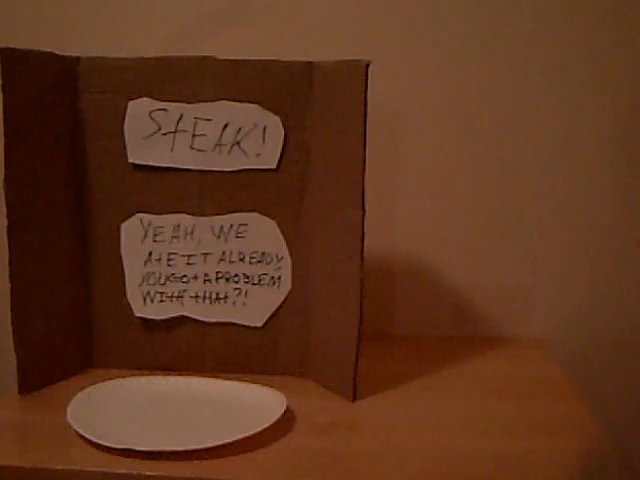 STEAK!
YEAH, WE
ATE IT ALREADY,
YOU GOT A PROBLEM
WITH THAT?!